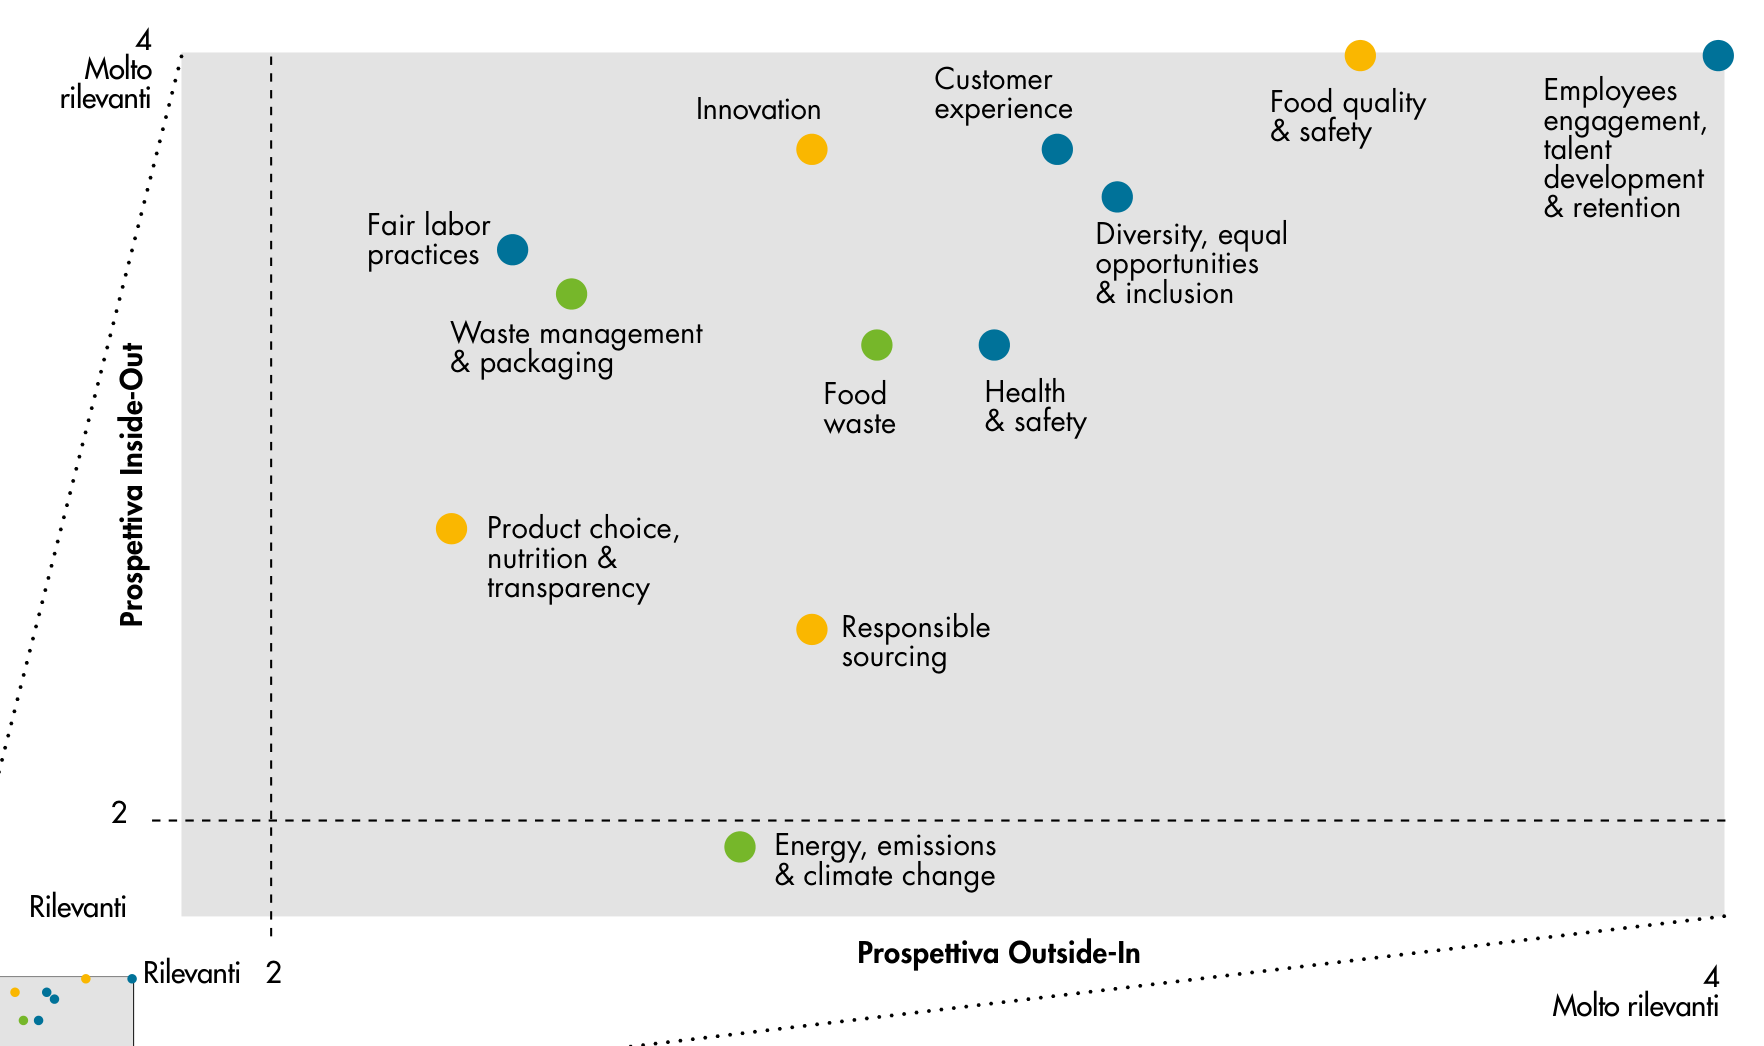 4
Molto
rilevanti
Innovation
Customer
experience
Food quality
& safety
Employees
engagement,
talent
development
& retention
Fair labor
practices
Diversity, equal
opportunities
& inclusion
Waste management
& packaging
Food
waste
Health
& safety
Prospettiva Inside-Out
Product choice,
nutrition &
transparency
Responsible
sourcing
2
Energy, emissions
& climate change
Rilevanti
Prospettiva Outside-In
Rilevanti 2
4
Molto rilevanti